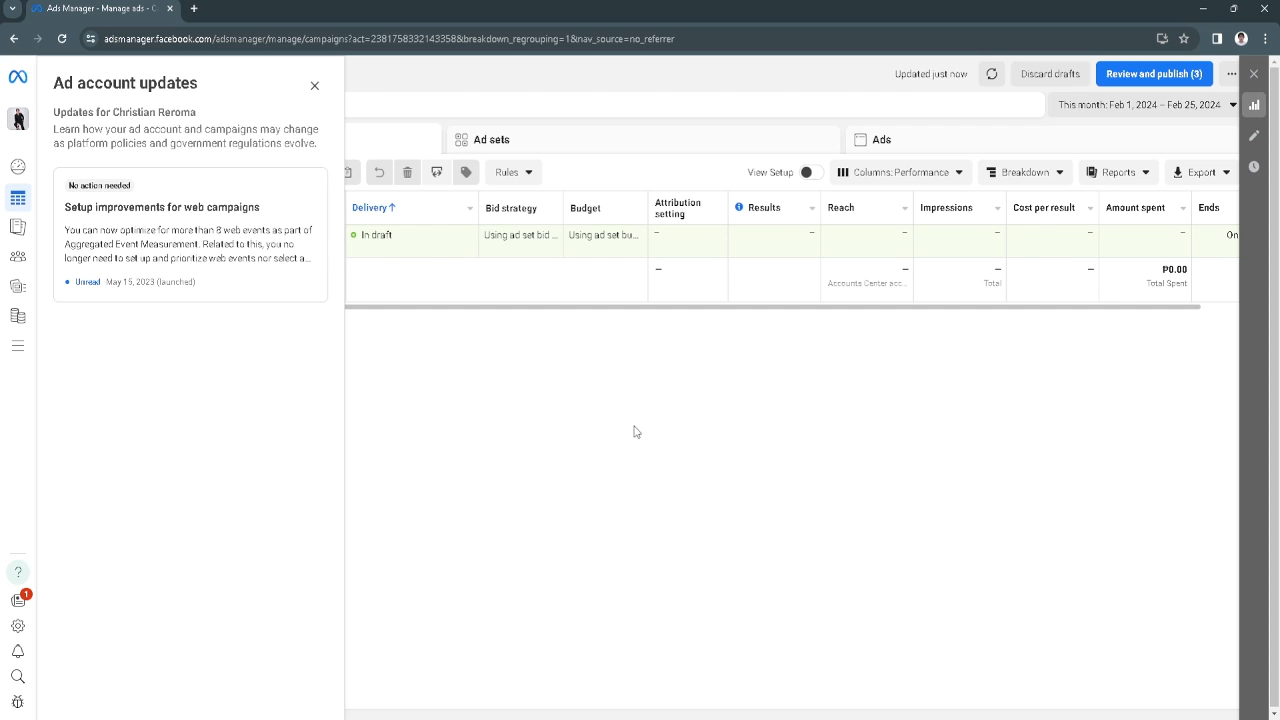 Ads Manager - Manage ads - C
adsmanager.facebook.com/adsmanager/manage/campaigns?act=2381758332143358&breakdown_regrouping=1&nav_source=no_referrer
Ad account updates
Updates for Christian Reroma
Learn how your ad account and campaigns may change
as platform policies and government regulations evolve.
No action needed
Setup improvements for web campaigns
You can now optimize for more than 8 web events as part of
Aggregated Event Measurement. Related to this, you no
longer need to set up and prioritize web events nor select a...
Unread May 15, 2023 (launched)
Updated just now
Discard drafts
Review and publish (3)
This month: Feb 1, 2024 – Feb 25, 2024
Ad sets
Ads
Rules
View Setup
Columns: Performance
Breakdown
Reports
Export
Delivery ↑
Bid strategy
Budget
Attribution
setting
Results
Reach
Impressions
Cost per result
Amount spent
Ends
In draft
Using ad set bid ...
Using ad set bu...
–
–
–
–
–
–
On
–
–
–
–
₱0.00
Accounts Center acc...
Total
Total Spent
1